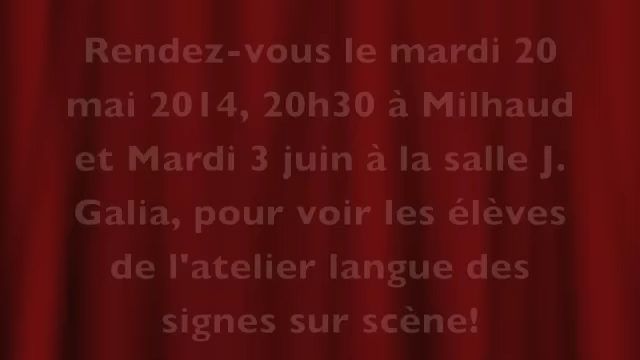 Rendez-vous le mardi 20
mai 2014, 20h30 à Milhaud
et Mardi 3 juin à la salle J.
Galia, pour voir les élèves
de l'atelier langue des
signes sur scène!